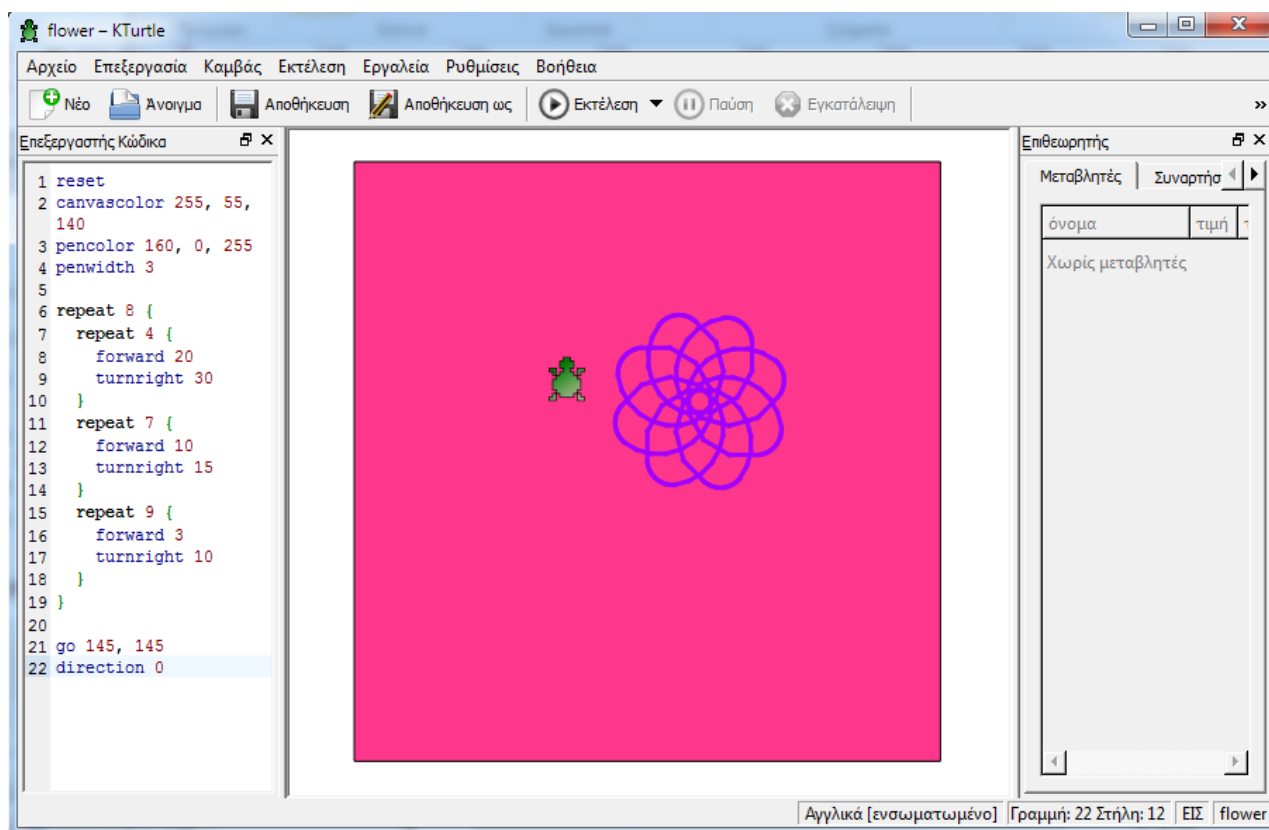 flower – KTurtle
Αρχείο Επεξεργασία Καμβάς Εκτέλεση Εργαλεία Ρυθμίσεις Βοήθεια
Νέο Άνοιγμα Αποθήκευση Αποθήκευση ως Εκτέλεση Παύση Εγκατάλειψη »
Επεξεργαστής Κώδικα
1 reset
2 canvascolor 255, 55,
140
3 pencolor 160, 0, 255
4 penwidth 3
5
6 repeat 8 {
7 repeat 4 {
8 forward 20
9 turnright 30
10 }
11 repeat 7 {
12 forward 10
13 turnright 15
14 }
15 repeat 9 {
16 forward 3
17 turnright 10
18 }
19 }
20
21 go 145, 145
22 direction 0
Επιθεωρητής
Μεταβλητές Συναρτήσ
όνομα τιμή
Χωρίς μεταβλητές
Αγγλικά [ενσωματωμένο] Γραμμή: 22 Στήλη: 12 ΕΙΣ flower